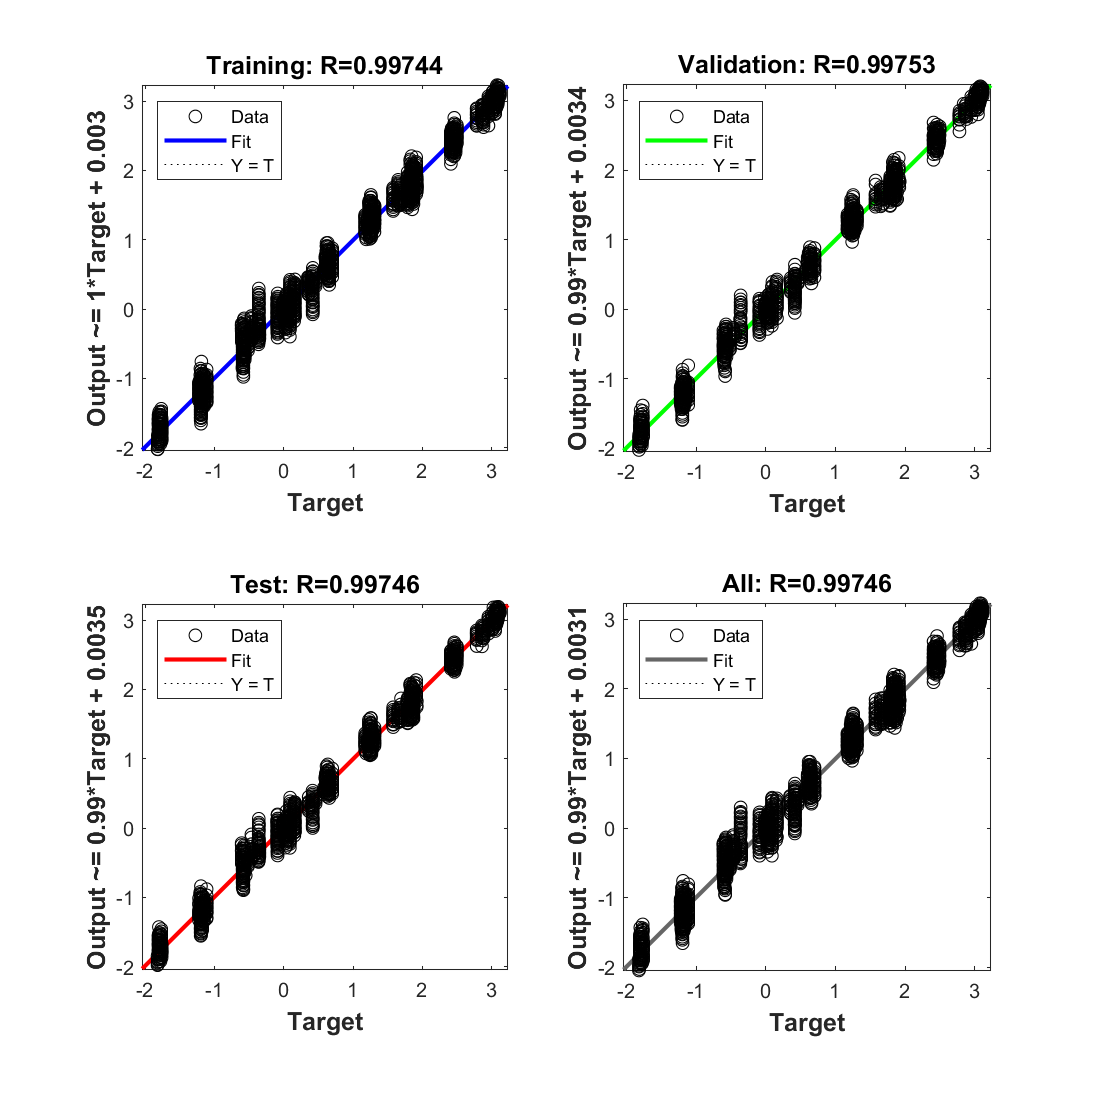 Training: R=0.99744
Output ~= 1*Target + 0.003
3
2
1
0
-1
-2
Data
Fit
Y = T
-2 -1 0 1 2 3
Target
Validation: R=0.99753
Output ~= 0.99*Target + 0.0034
3
2
1
0
-1
-2
Data
Fit
Y = T
-2 -1 0 1 2 3
Target
Test: R=0.99746
Output ~= 0.99*Target + 0.0035
3
2
1
0
-1
-2
Data
Fit
Y = T
-2 -1 0 1 2 3
Target
All: R=0.99746
Output ~= 0.99*Target + 0.0031
3
2
1
0
-1
-2
Data
Fit
Y = T
-2 -1 0 1 2 3
Target